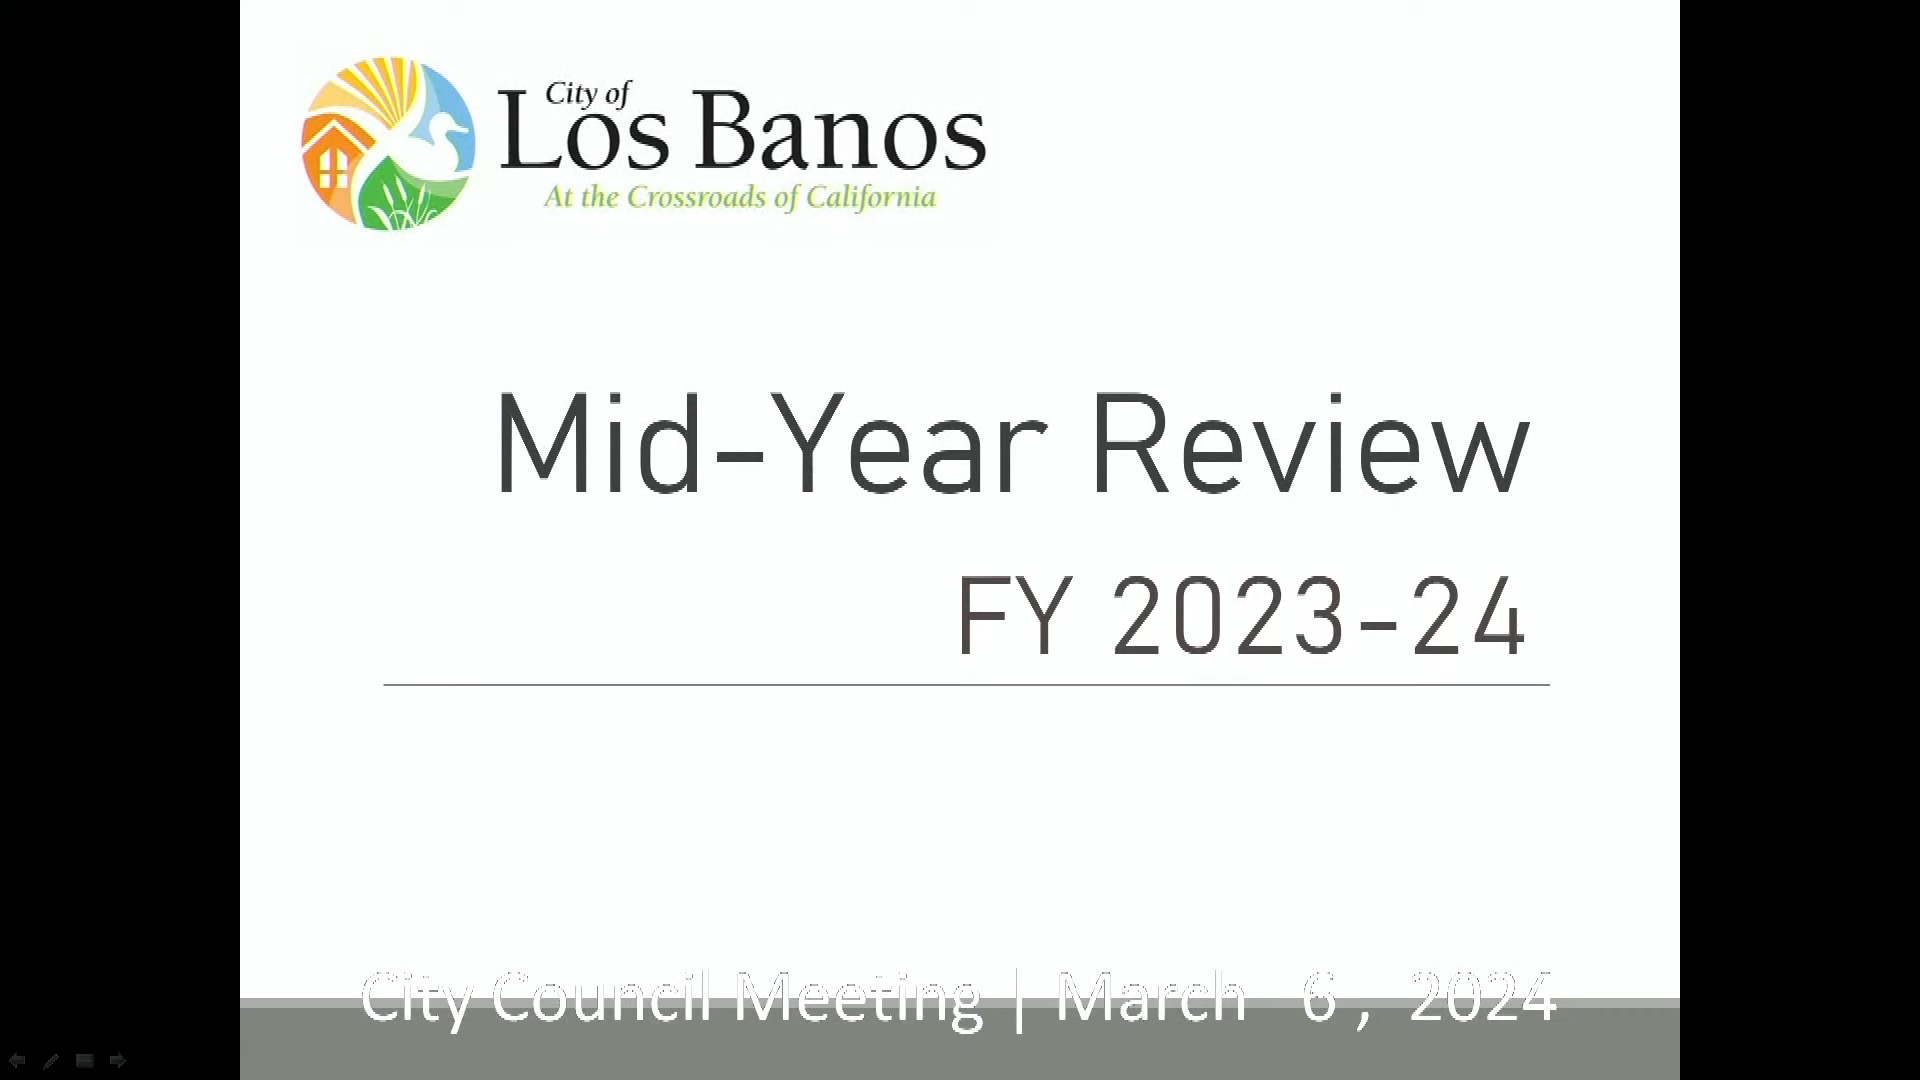 City of
Los Banos
At the Crossroads of California
Mid-Year Review
FY 2023-24
City Council Meeting | March 6, 2024